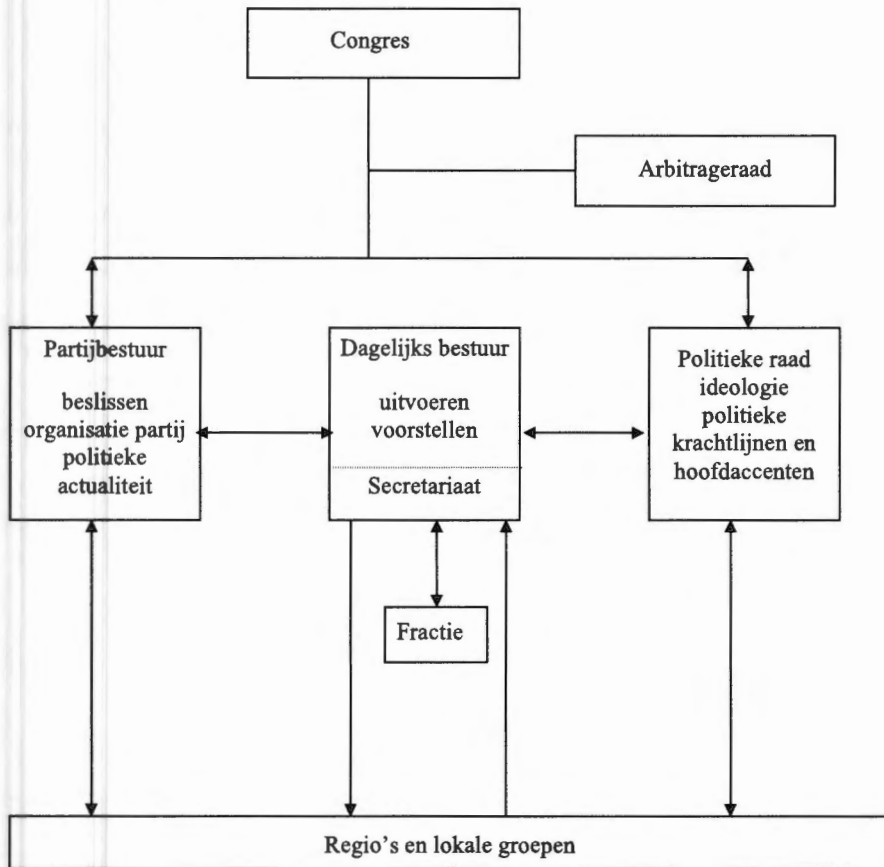 Congres
Arbitrageraad
Partijbestuur
beslissen
organisatie partij
politieke
actualiteit
Dagelijks bestuur
uitvoeren
voorstellen
Secretariaat
Politieke raad
ideologie
politieke
krachtlijnen en
hoofdaccenten
Fractie
Regio's en lokale groepen